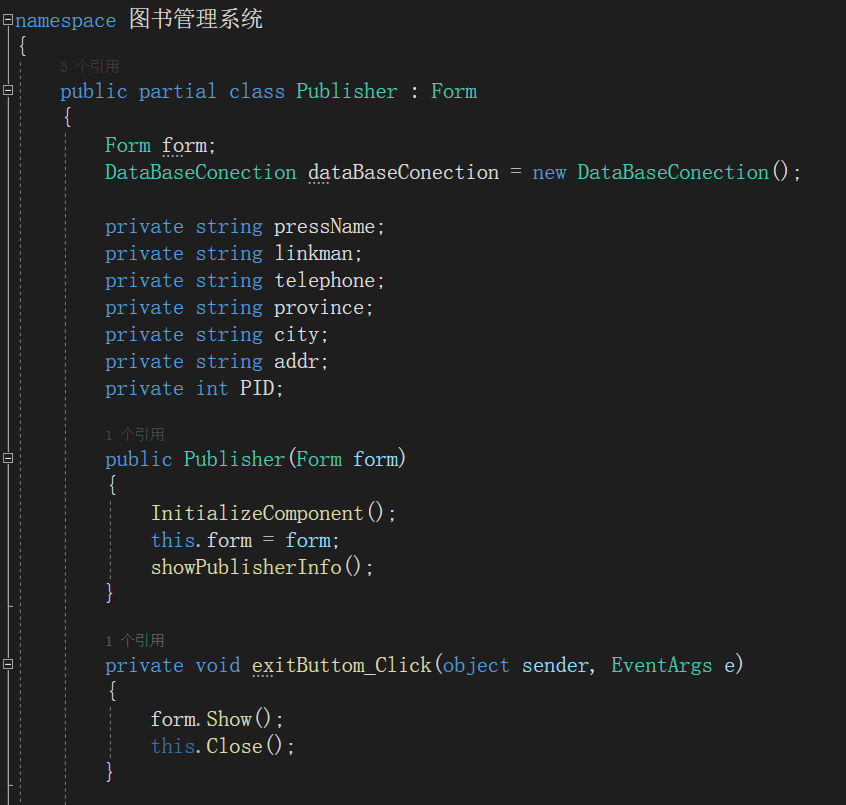 namespace 图书管理系统
{
5 个引用
public partial class Publisher : Form
{
Form form;
DataBaseConection dataBaseConection = new DataBaseConection();
private string pressName;
private string linkman;
private string telephone;
private string province;
private string city;
private string addr;
private int PID;
1 个引用
public Publisher(Form form)
{
InitializeComponent();
this.form = form;
showPublisherInfo();
}
1 个引用
private void exitButtom_Click(object sender, EventArgs e)
{
form.Show();
this.Close();
}